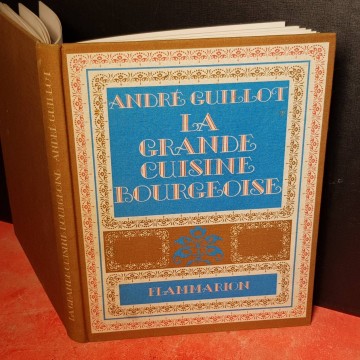 ANDRÉ GUILLOT
LA
GRANDE
CUISINE
BOURGEOISE
FLAMMARION
LA GRANDE CUISINE BOURGEOISE ANDRÉ GUILLOT